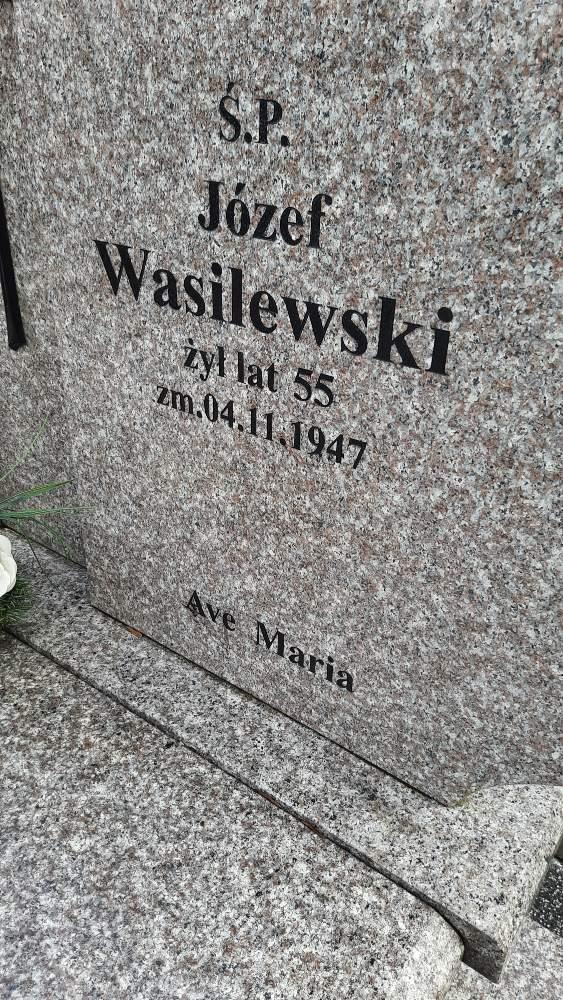 Ś.P.
Józef
Wasilewski
żył lat 55
zm.04.11.1947
Ave Maria